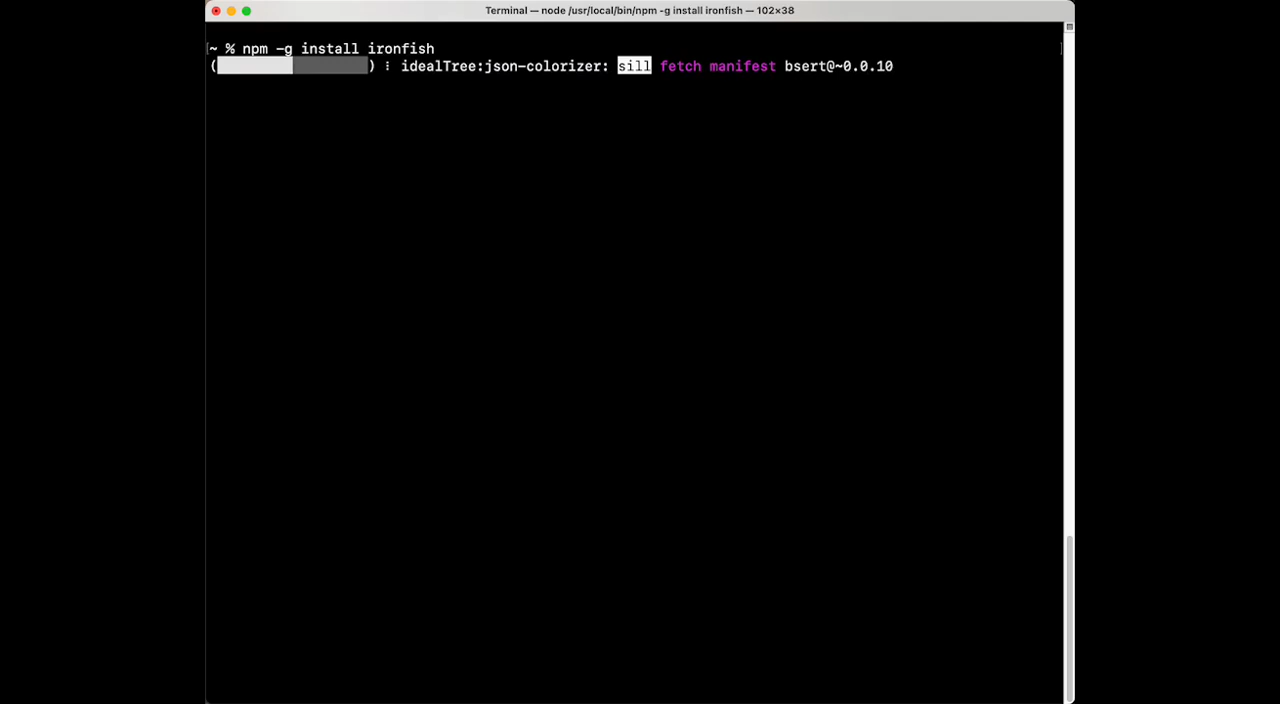 Terminal — node /usr/local/bin/npm -g install ironfish — 102×38
~ % npm -g install ironfish
() ⠸ idealTree:json-colorizer: sill fetch manifest bsert@~0.0.10